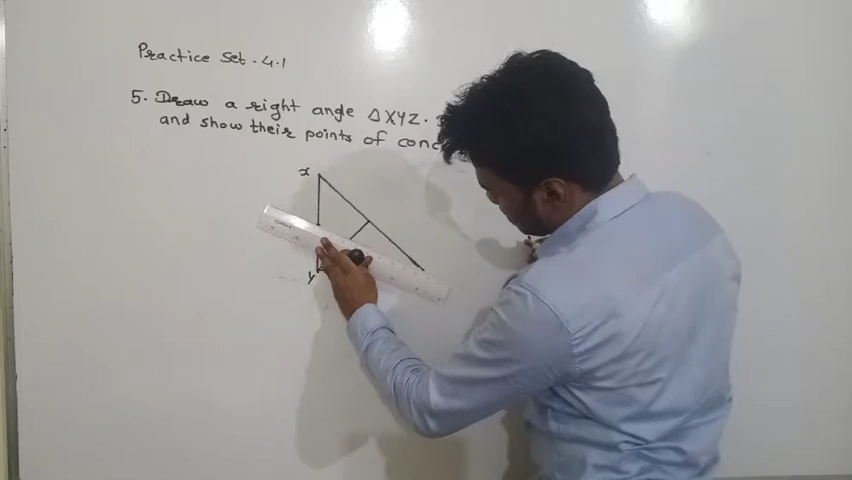 Practice Set. 4.1
5. Draw a right angle ΔXYZ.
and show their points of conc
X
Y